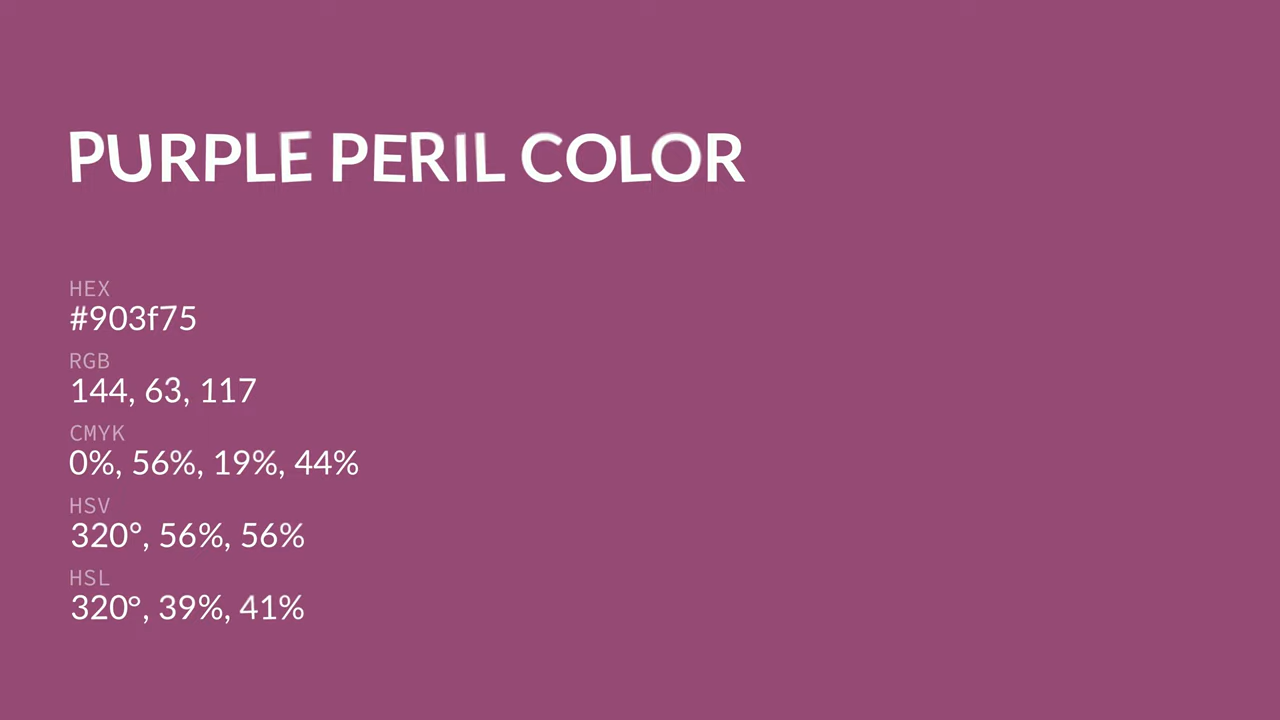 PURPLE PERIL COLOR
HEX
#903f75
RGB
144, 63, 117
CMYK
0%, 56%, 19%, 44%
HSV
320°, 56%, 56%
HSL
320°, 39%, 41%